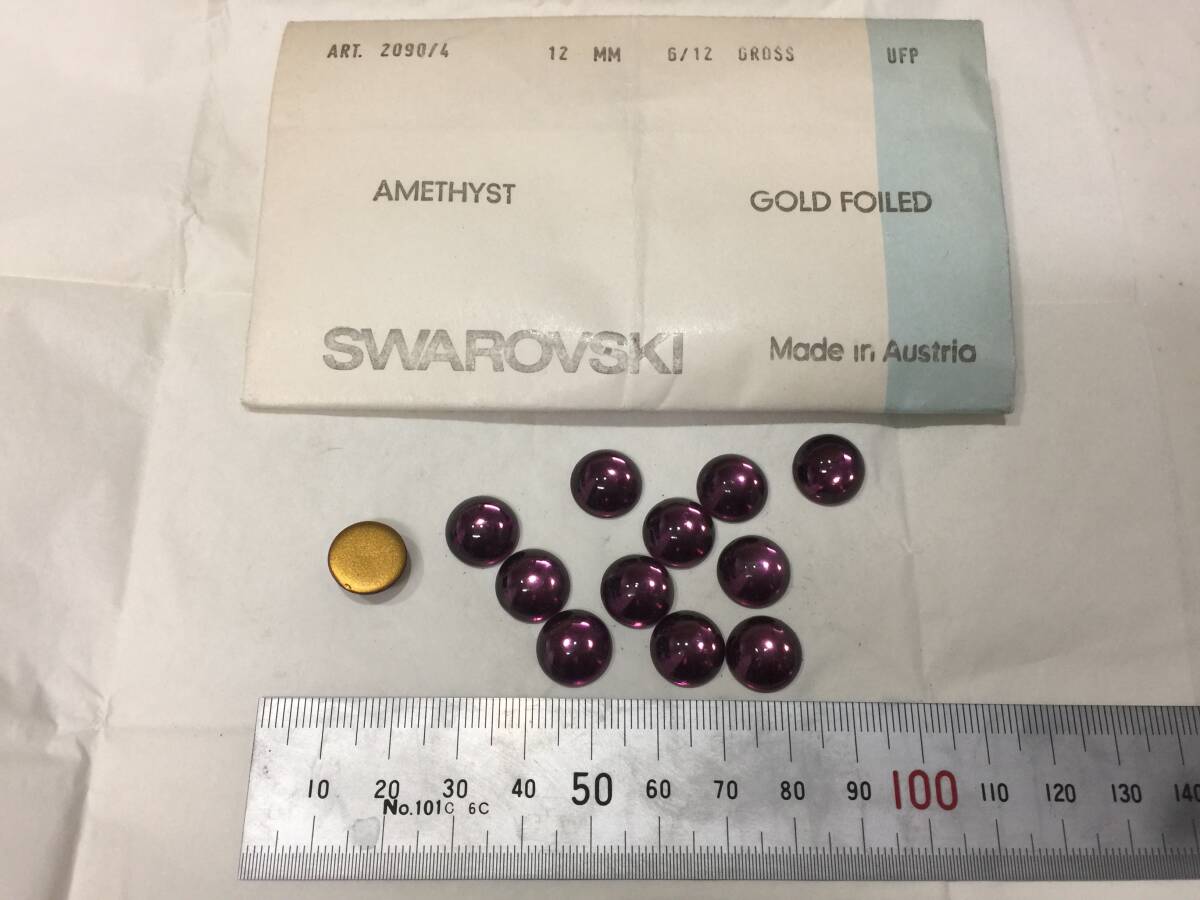 ART. 2090/4 12 MM 6/12 GROSS UFP
AMETHYST GOLD FOILED
SWAROVSKI Made in Austria
10 20 30 40 50 60 70 80 90 100 110 120 130 140
No.101C 6C